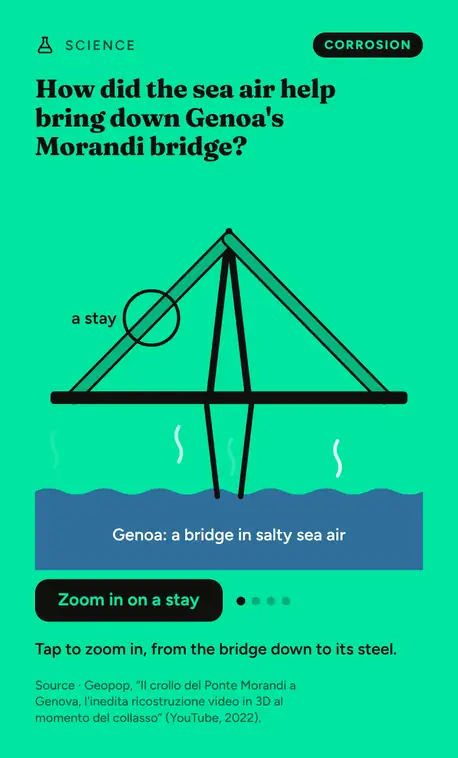 SCIENCE
CORROSION
How did the sea air help
bring down Genoa's
Morandi bridge?
a stay
Genoa: a bridge in salty sea air
Zoom in on a stay
Tap to zoom in, from the bridge down to its steel.
Source · Geopop, “Il crollo del Ponte Morandi a
Genova, l'inedita ricostruzione video in 3D al
momento del collasso” (YouTube, 2022).